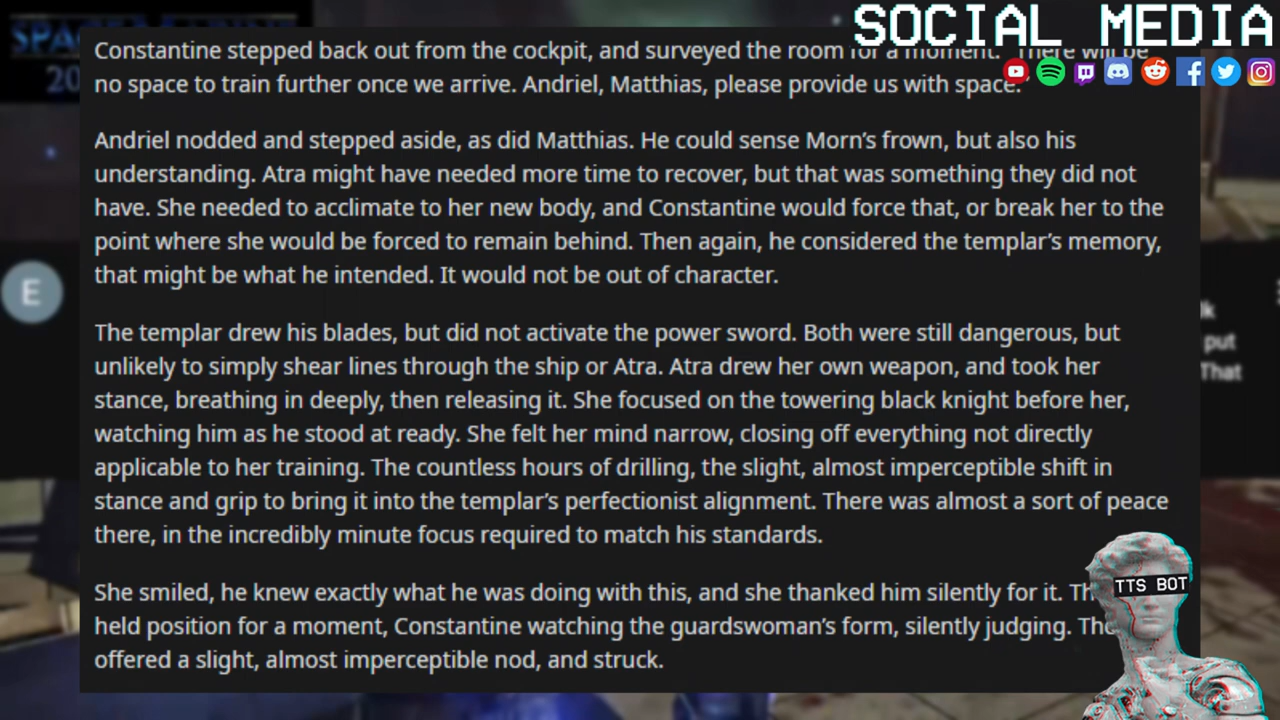 SOCIAL MEDIA
SPACE
20
Constantine stepped back out from the cockpit, and surveyed the room for a moment. “There will be
no space to train further once we arrive. Andriel, Matthias, please provide us with space.”
Andriel nodded and stepped aside, as did Matthias. He could sense Morn’s frown, but also his
understanding. Atra might have needed more time to recover, but that was something they did not
have. She needed to acclimate to her new body, and Constantine would force that, or break her to the
point where she would be forced to remain behind. Then again, he considered the templar’s memory,
that might be what he intended. It would not be out of character.
E
The templar drew his blades, but did not activate the power sword. Both were still dangerous, but
unlikely to simply shear lines through the ship or Atra. Atra drew her own weapon, and took her
stance, breathing in deeply, then releasing it. She focused on the towering black knight before her,
watching him as he stood at ready. She felt her mind narrow, closing off everything not directly
applicable to her training. The countless hours of drilling, the slight, almost imperceptible shift in
stance and grip to bring it into the templar’s perfectionist alignment. There was almost a sort of peace
there, in the incredibly minute focus required to match his standards.
put
That
She smiled, he knew exactly what he was doing with this, and she thanked him silently for it.
held position for a moment, Constantine watching the guardswoman’s form, silently judging.
offered a slight, almost imperceptible nod, and struck.
TTS BOT